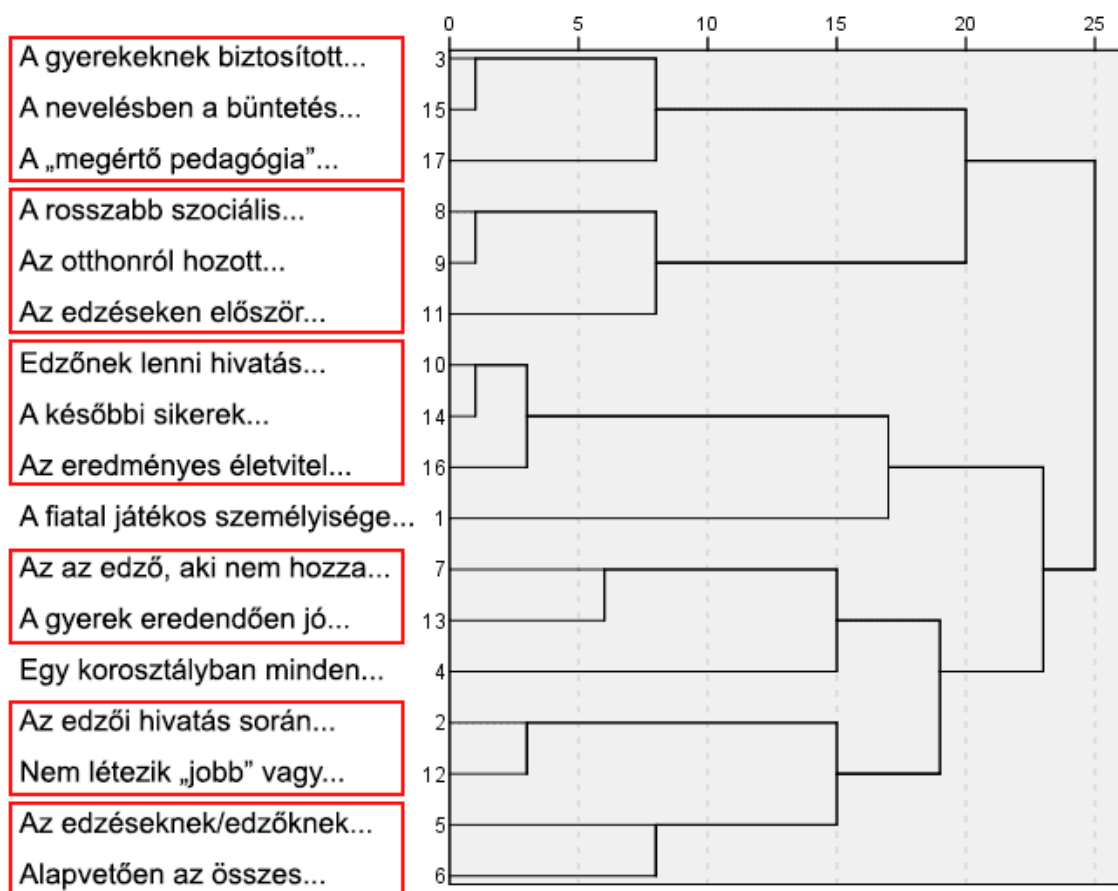 0 5 10 15 20 25
A gyerekeknek biztosított... 3
A nevelésben a büntetés... 15
A „megértő pedagógia”... 17
A rosszabb szociális... 8
Az otthonról hozott... 9
Az edzéseken először... 11
Edzőnek lenni hivatás... 10
A későbbi sikerek... 14
Az eredményes életvitel... 16
A fiatal játékos személyisége... 1
Az az edző, aki nem hozza... 7
A gyerek eredendően jó... 13
Egy korosztályban minden... 4
Az edzői hivatás során... 2
Nem létezik „jobb” vagy... 12
Az edzéseknek/edzőknek... 5
Alapvetően az összes... 6